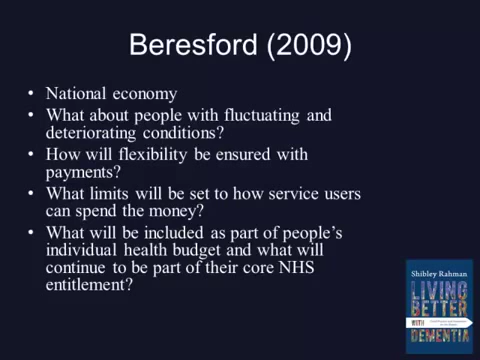 Beresford (2009)
• National economy
• What about people with fluctuating and
deteriorating conditions?
• How will flexibility be ensured with
payments?
• What limits will be set to how service users
can spend the money?
• What will be included as part of people's
individual health budget and what will
continue to be part of their core NHS
entitlement?
Shibley Rahman
LIVING
BETTER
WITH
DEMENTIA